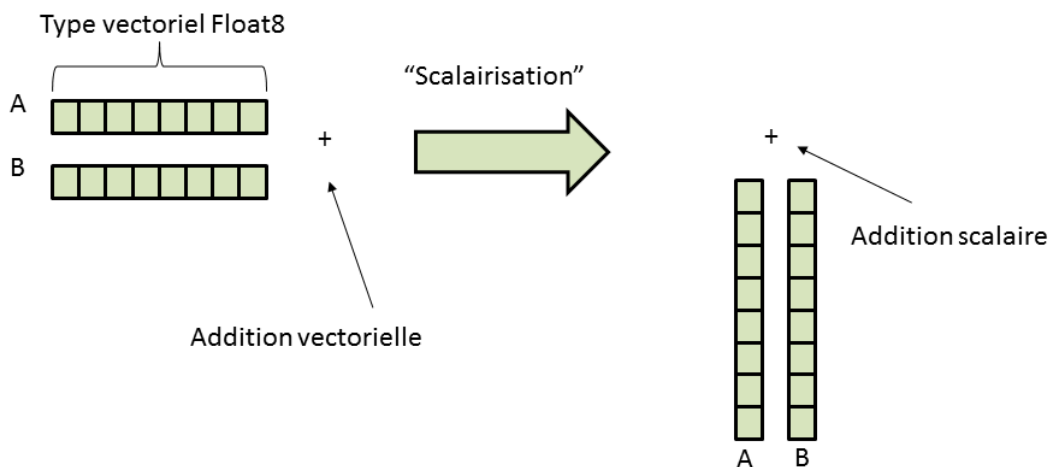 Type vectoriel Float8
“Scalairisation”
A
+
B
Addition vectorielle
+
Addition scalaire
A B